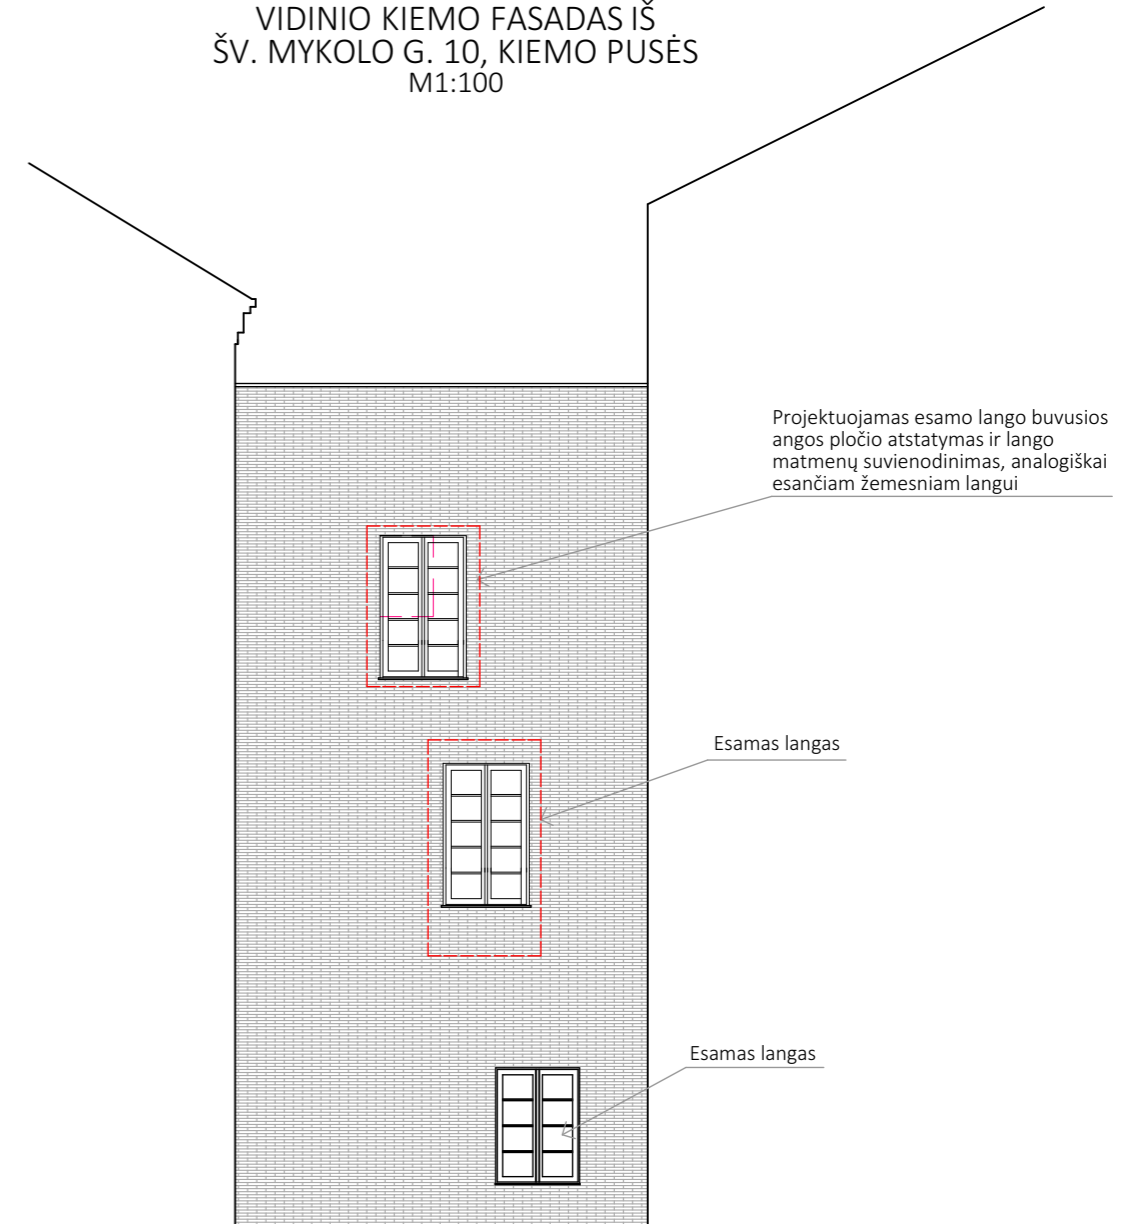 VIDINIO KIEMO FASADAS IŠ
ŠV. MYKOLO G. 10, KIEMO PUSĖS
M1:100
Projektuojamas esamo lango buvusios
angos pločio atstatymas ir lango
matmenų suvienodinimas, analogiškai
esančiam žemesniam langui
Esamas langas
Esamas langas